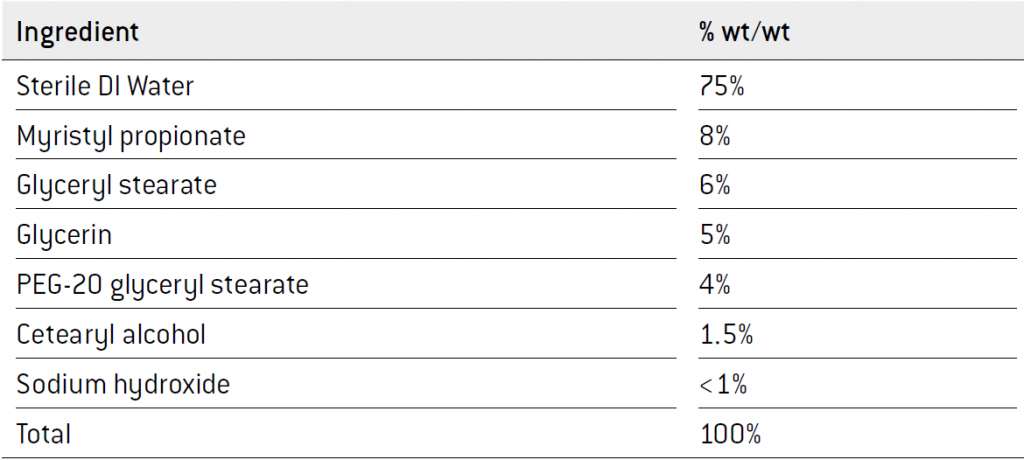 Ingredient % wt/wt
Sterile DI Water 75%
Myristyl propionate 8%
Glyceryl stearate 6%
Glycerin 5%
PEG-20 glyceryl stearate 4%
Cetearyl alcohol 1.5%
Sodium hydroxide <1%
Total 100%